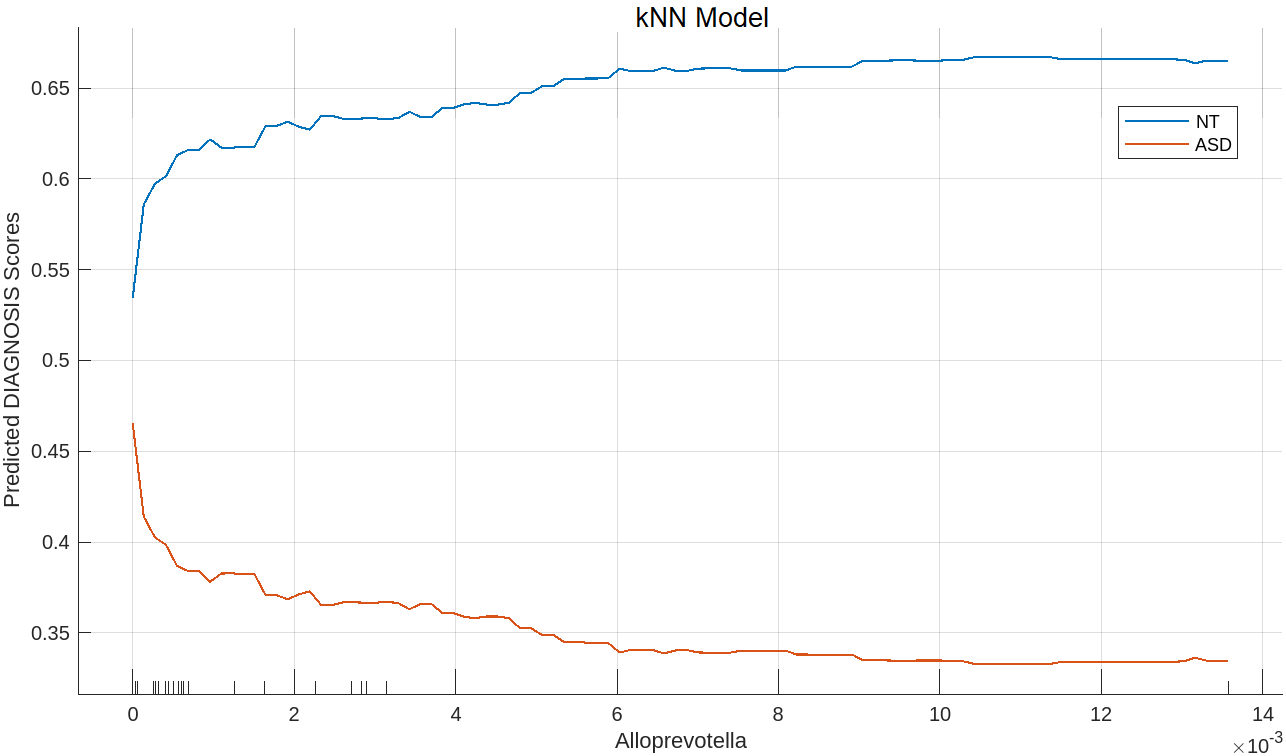 kNN Model
Predicted DIAGNOSIS Scores
0.65
0.6
0.55
0.5
0.45
0.4
0.35
NT
ASD
0 2 4 6 8 10 12 14
Alloprevotella
×10-3